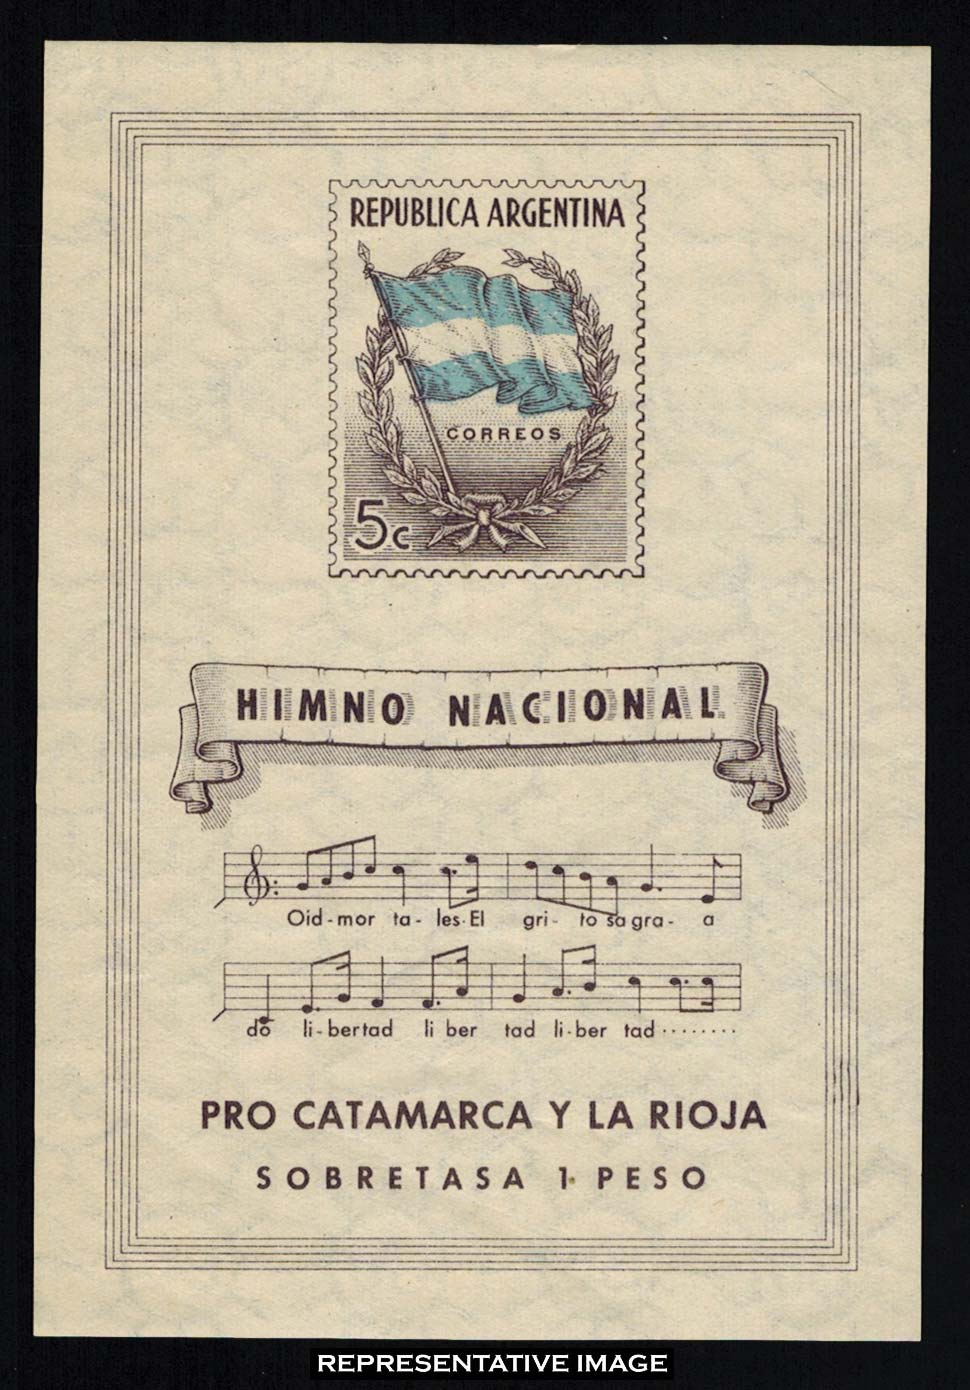 REPUBLICA ARGENTINA
CORREOS
5c
HIMNO NACIONAL
Oid-mor ta- les-El gri- to sa gra- a
do li-bertad li ber tad li-ber tad ········
PRO CATAMARCA Y LA RIOJA
SOBRETASA 1· PESO
REPRESENTATIVE IMAGE